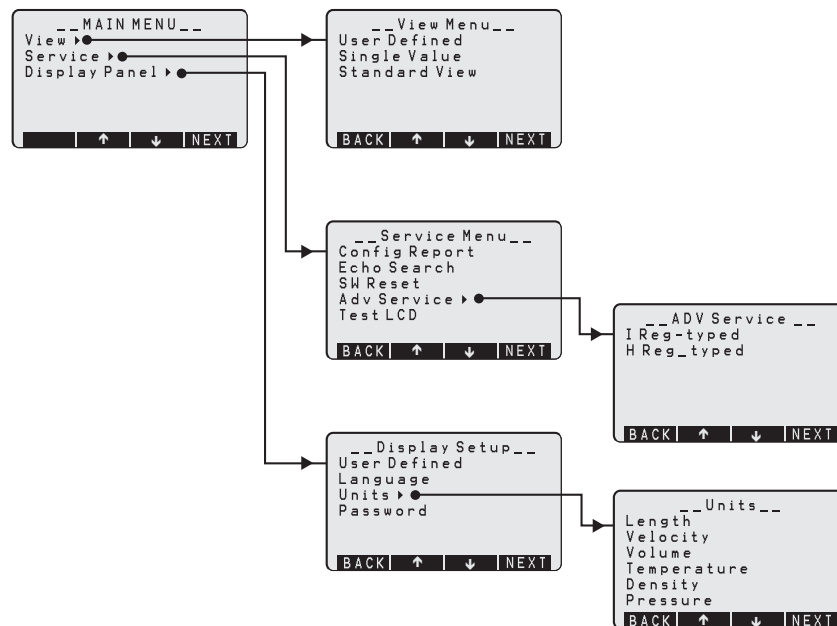 __MAIN MENU__
View ▸
Service ▸
Display Panel ▸
↑ ↓ NEXT
__View Menu__
User Defined
Single Value
Standard View
BACK ↑ ↓ NEXT
__Service Menu__
Config Report
Echo Search
SW Reset
Adv Service ▸
Test LCD
BACK ↑ ↓ NEXT
__ADV Service __
I Reg-typed
H Reg_typed
BACK ↑ ↓ NEXT
__Display Setup__
User Defined
Language
Units ▸
Password
BACK ↑ ↓ NEXT
__Units__
Length
Velocity
Volume
Temperature
Density
Pressure
BACK ↑ ↓ NEXT